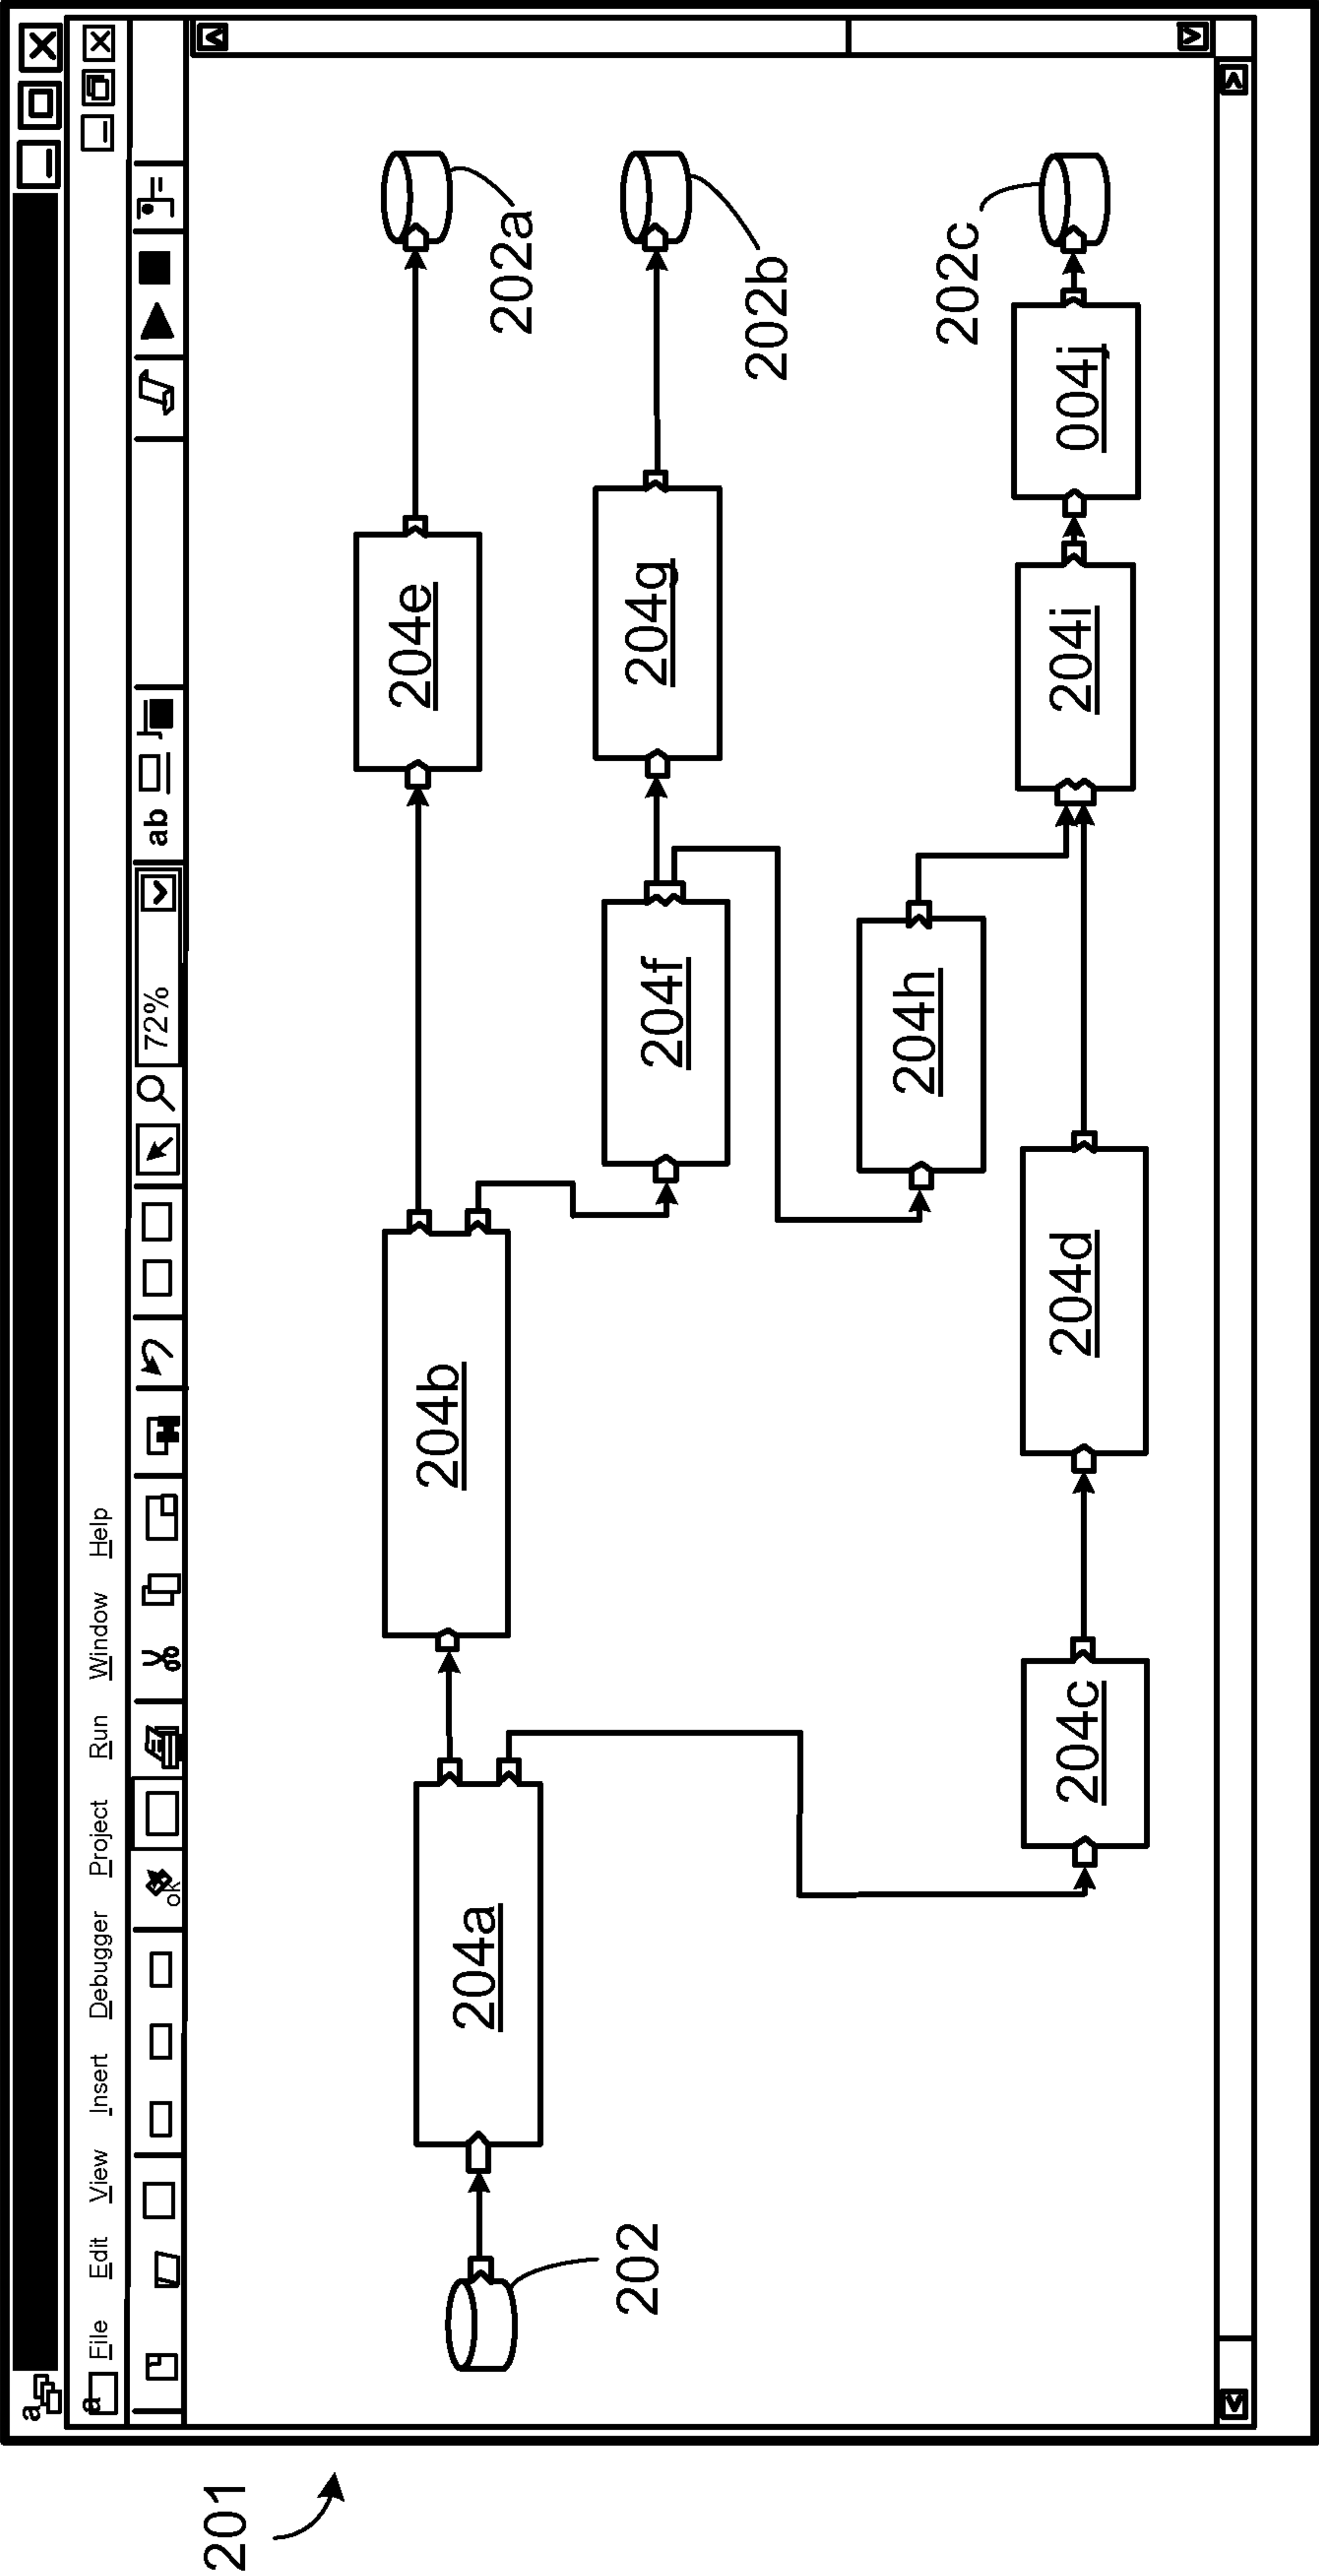 a
a File Edit View Insert Debugger Project Run Window Help
ok 72% ab
202a
204e
204b
204a
202
202b
204g
204f
204h
202c
004j
204i
204d
204c
201